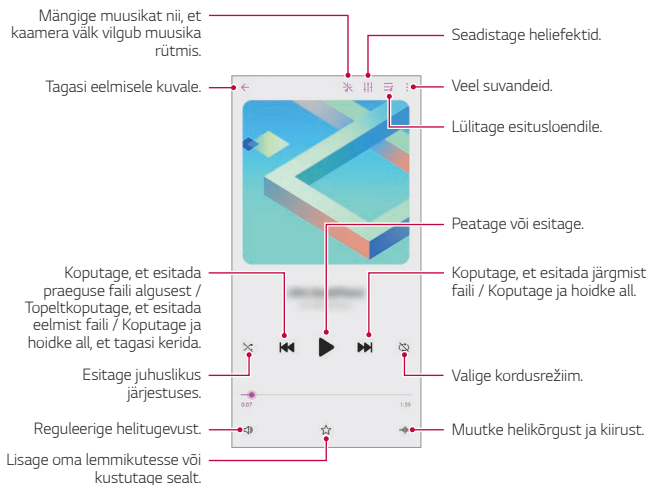 Mängige muusikat nii, et
kaamera välk vilgub muusika
rütmis.
Seadistage heliefektid.
Tagasi eelmisele kuvale.
Veel suvandeid.
Lülitage esitusloendile.
Peatage või esitage.
Koputage, et esitada
praeguse faili algusest /
Topeltkoputage, et esitada
eelmist faili / Koputage ja
hoidke all, et tagasi kerida.
Koputage, et esitada järgmist
faili / Koputage ja hoidke all.
Esitage juhuslikus
järjestuses.
Valige kordusrežiim.
0:07
1:59
Reguleerige helitugevust.
Muutke helikõrgust ja kiirust.
Lisage oma lemmikutesse või
kustutage sealt.